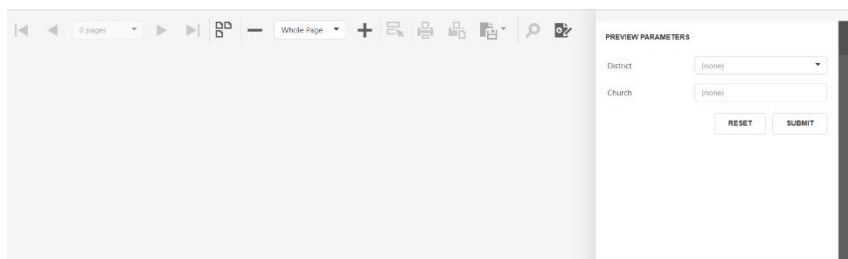 0 pages
Whole Page
PREVIEW PARAMETERS
District
(none)
Church
(none)
RESET
SUBMIT